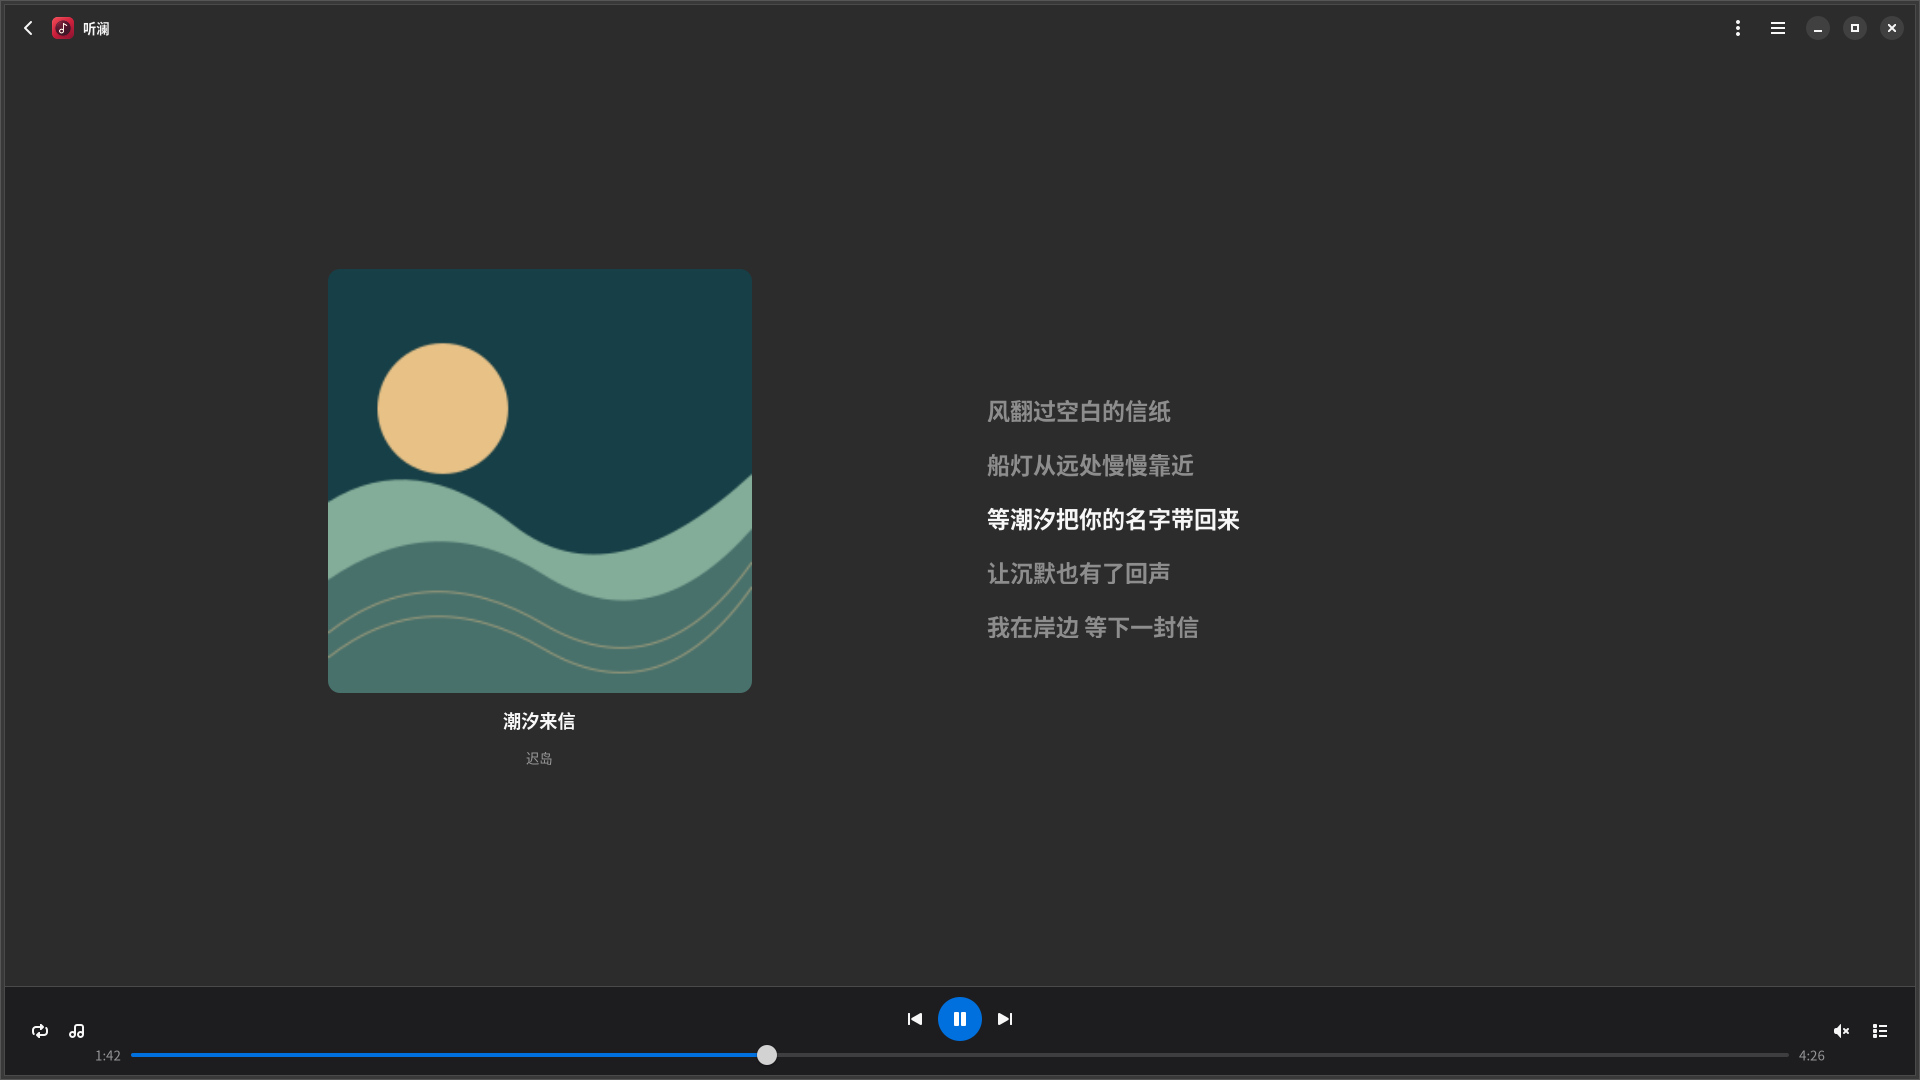 听澜
风翻过空白的信纸
船灯从远处慢慢靠近
等潮汐把你的名字带回来
让沉默也有了回声
我在岸边 等下一封信
潮汐来信
迟岛
1:42
4:26